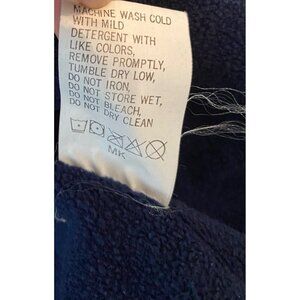 MACHINE WASH COLD
WITH MILD
DETERGENT WITH
LIKE COLORS,
REMOVE PROMPTLY,
TUMBLE DRY LOW,
DO NOT IRON,
DO NOT STORE WET,
DO NOT BLEACH,
DO NOT DRY CLEAN
MK